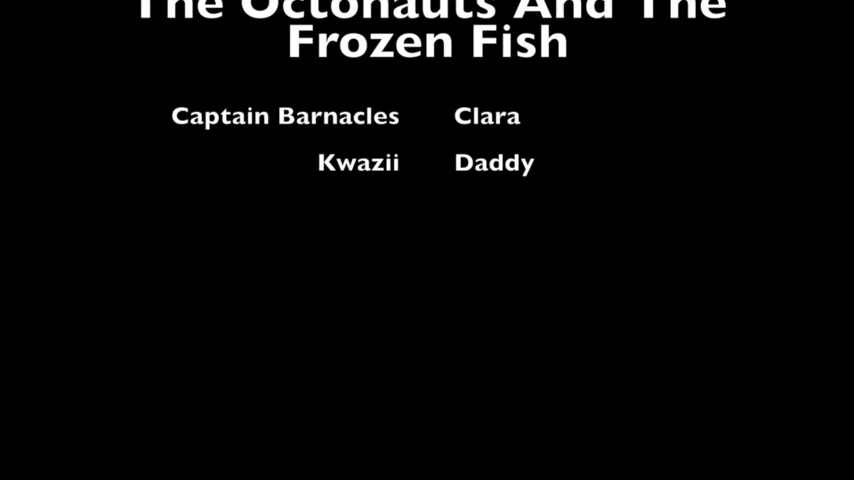 The Octonauts And The
Frozen Fish
Captain Barnacles Clara
Kwazii Daddy